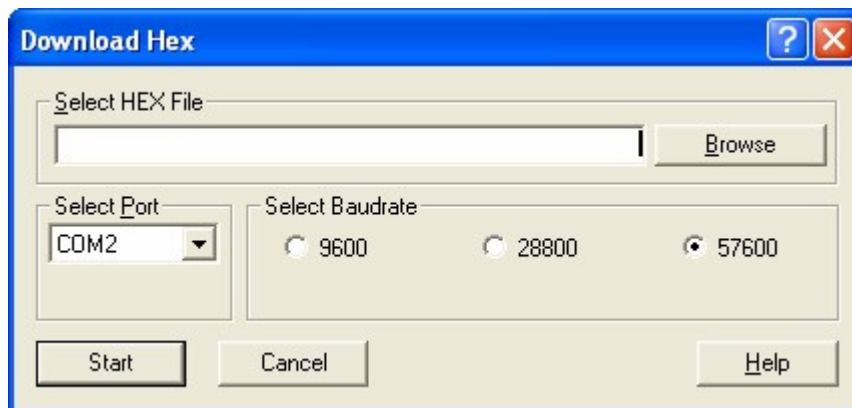 Download Hex
Select HEX File
Browse
Select Port
Select Baudrate
COM2
9600
28800
57600
Start
Cancel
Help